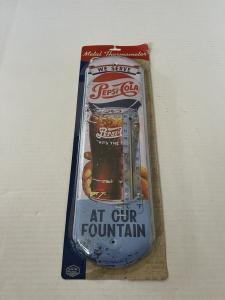 Metal Thermometer
WE SERVE
PEPSI-COLA
PEPSI-COLA
AT OUR
FOUNTAIN